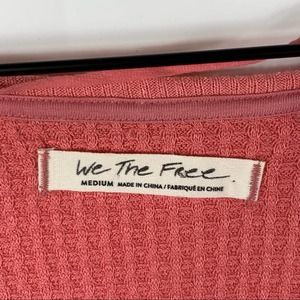 We The Free.
MEDIUM MADE IN CHINA / FABRIQUÉ EN CHINE